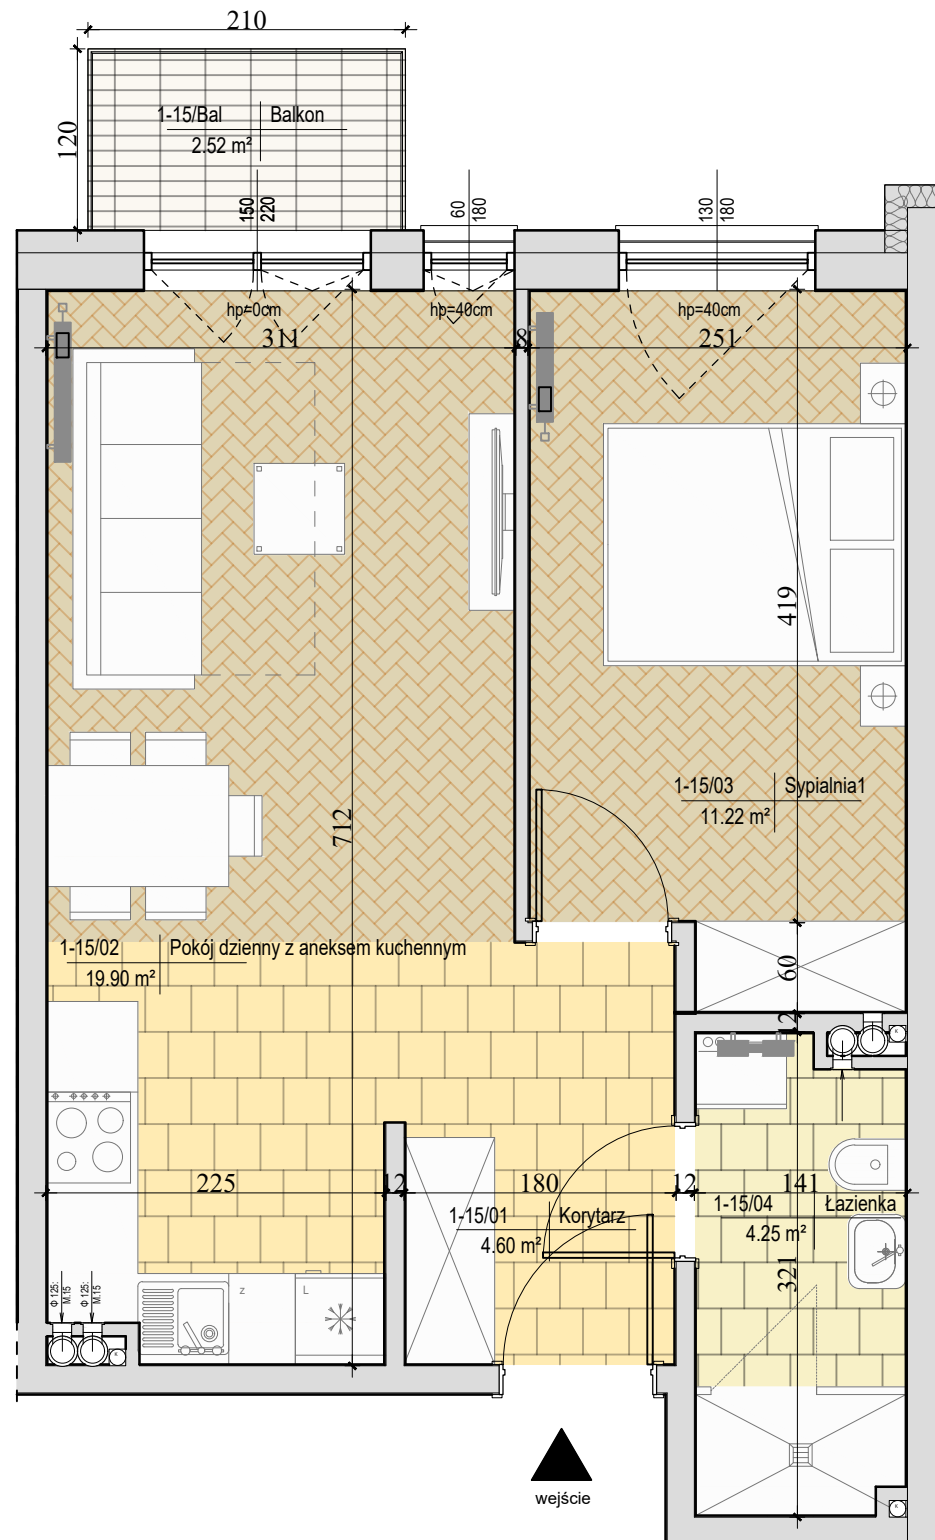 210
120
1-15/Bal Balkon
2.52 m²
150
220
60
180
130
180
hp=0cm
hp=40cm
hp=40cm
311
8
251
419
712
1-15/03 Sypialnia1
11.22 m²
1-15/02 Pokój dzienny z aneksem kuchennym
19.90 m²
60
12
K
225
12
180
12
141
1-15/01 Korytarz
4.60 m²
1-15/04 Łazienka
4.25 m²
321
Φ 125:
M.15
Φ 125:
M.15
z
L
K
K
wejście